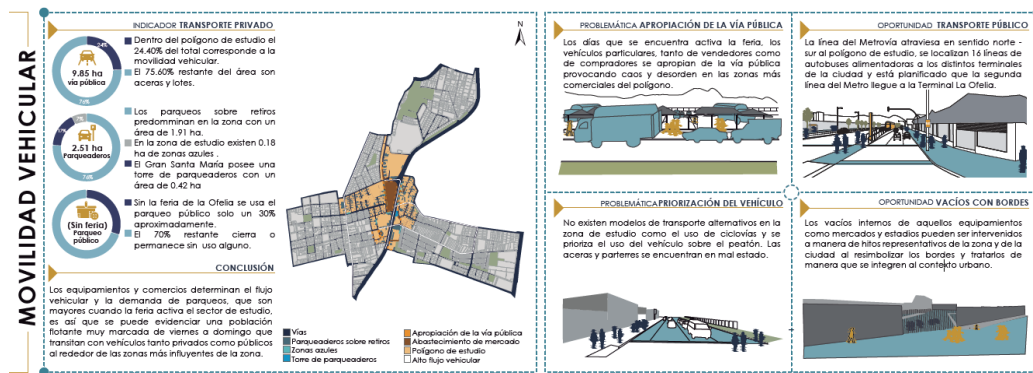 MOVILIDAD VEHICULAR
INDICADOR TRANSPORTE PRIVADO
24%
9.85 ha
vía pública
76%
Dentro del polígono de estudio el
24.40% del total corresponde a la
movilidad vehicular.
El 75.60% restante del área son
aceras y lotes.
17%
7%
2.51 ha
Parqueaderos
76%
Los parqueos sobre retiros
predomminan en la zona con un
área de 1.91 ha.
En la zona de estudio existen 0.18
ha de zonas azules .
El Gran Santa María posee una
torre de parqueaderos con un
área de 0.42 ha
(Sin feria)
Parqueo
público
Sin la feria de la Ofelia se usa el
parqueo público solo un 30%
aproximadamente.
El 70% restante cierra o
permanece sin uso alguno.
CONCLUSIÓN
Los equipamientos y comercios determinan el flujo
vehicular y la demanda de parqueos, que son
mayores cuando la feria activa el sector de estudio,
es así que se puede evidenciar una población
flotante muy marcada de viernes a domingo que
transitan con vehículos tanto privados como públicos
al rededor de las zonas más influyentes de la zona.
N
Vías
Parqueaderos sobre retiros
Zonas azules
Torre de parqueaderos
Apropiación de la vía pública
Abastecimiento de mercado
Polígono de estudio
Alto flujo vehicular
PROBLEMÁTICA APROPIACIÓN DE LA VÍA PÚBLICA
Los días que se encuentra activa la feria, los
vehículos particulares, tanto de vendedores como
de compradores se apropian de la vía pública
provocando caos y desorden en las zonas más
comerciales del polígono.
OPORTUNIDAD TRANSPORTE PÚBLICO
La línea del Metrovía atraviesa en sentido norte -
sur al polígono de estudio, se localizan 16 líneas de
autobuses alimentadoras a los distintos terminales
de la ciudad y está planificado que la segunda
línea del Metro llegue a la Terminal La Ofelia.
PROBLEMÁTICA PRIORIZACIÓN DEL VEHÍCULO
No existen modelos de transporte alternativos en la
zona de estudio como el uso de ciclovías y se
prioriza el uso del vehículo sobre el peatón. Las
aceras y parterres se encuentran en mal estado.
OPORTUNIDAD VACÍOS CON BORDES
Los vacíos internos de aquellos equipamientos
como mercados y estadios pueden ser intervenidos
a manera de hitos representativos de la zona y de la
ciudad al resimbolizar los bordes y tratarlos de
manera que se integren al contexto urbano.